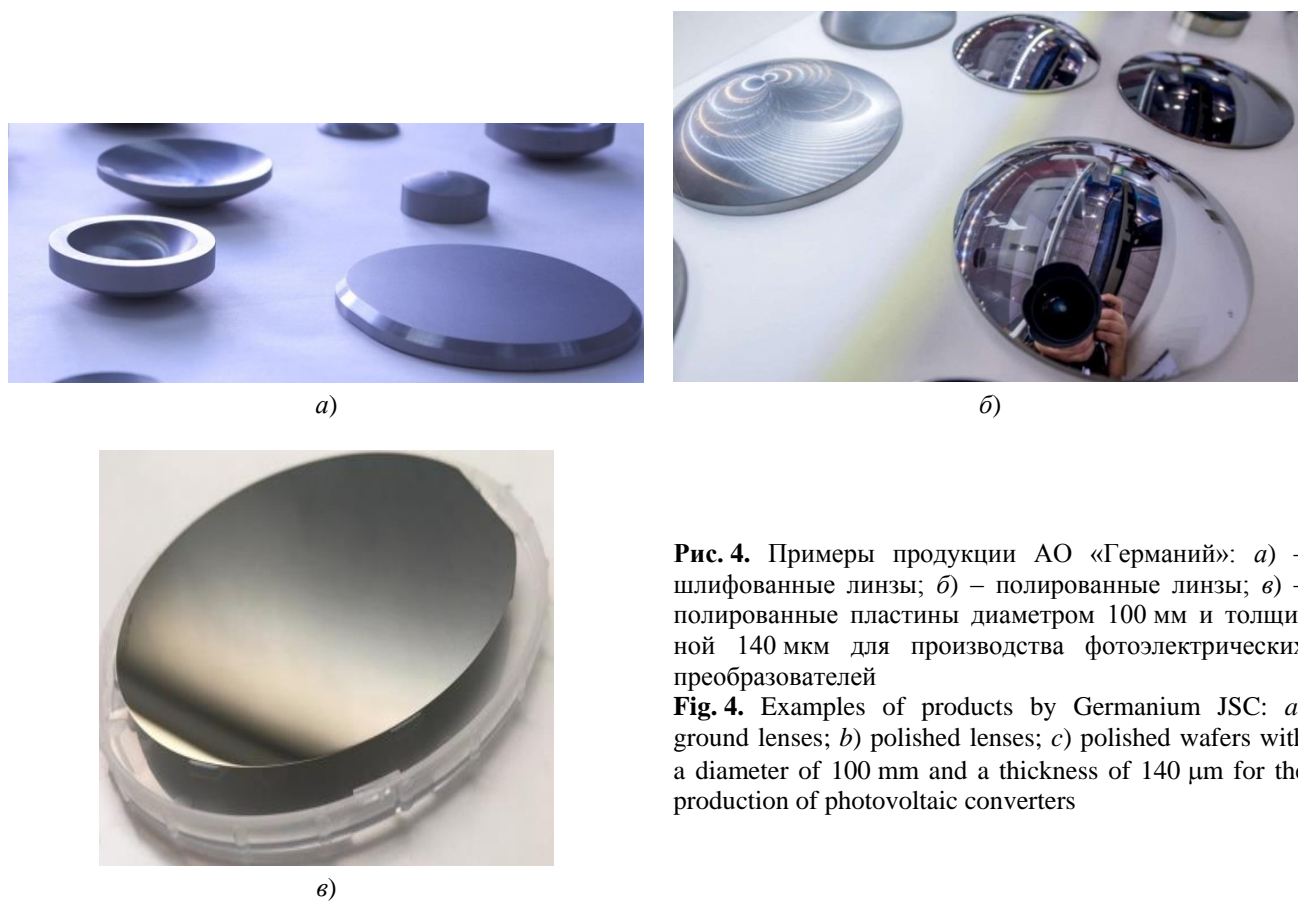 а)
б)
в)
Рис. 4. Примеры продукции АО «Германий»: а) –
шлифованные линзы; б) – полированные линзы; в) –
полированные пластины диаметром 100 мм и толщи
ной 140 мкм для производства фотоэлектрических
преобразователей
Fig. 4. Examples of products by Germanium JSC: a
ground lenses; b) polished lenses; c) polished wafers with
a diameter of 100 mm and a thickness of 140 μm for the
production of photovoltaic converters